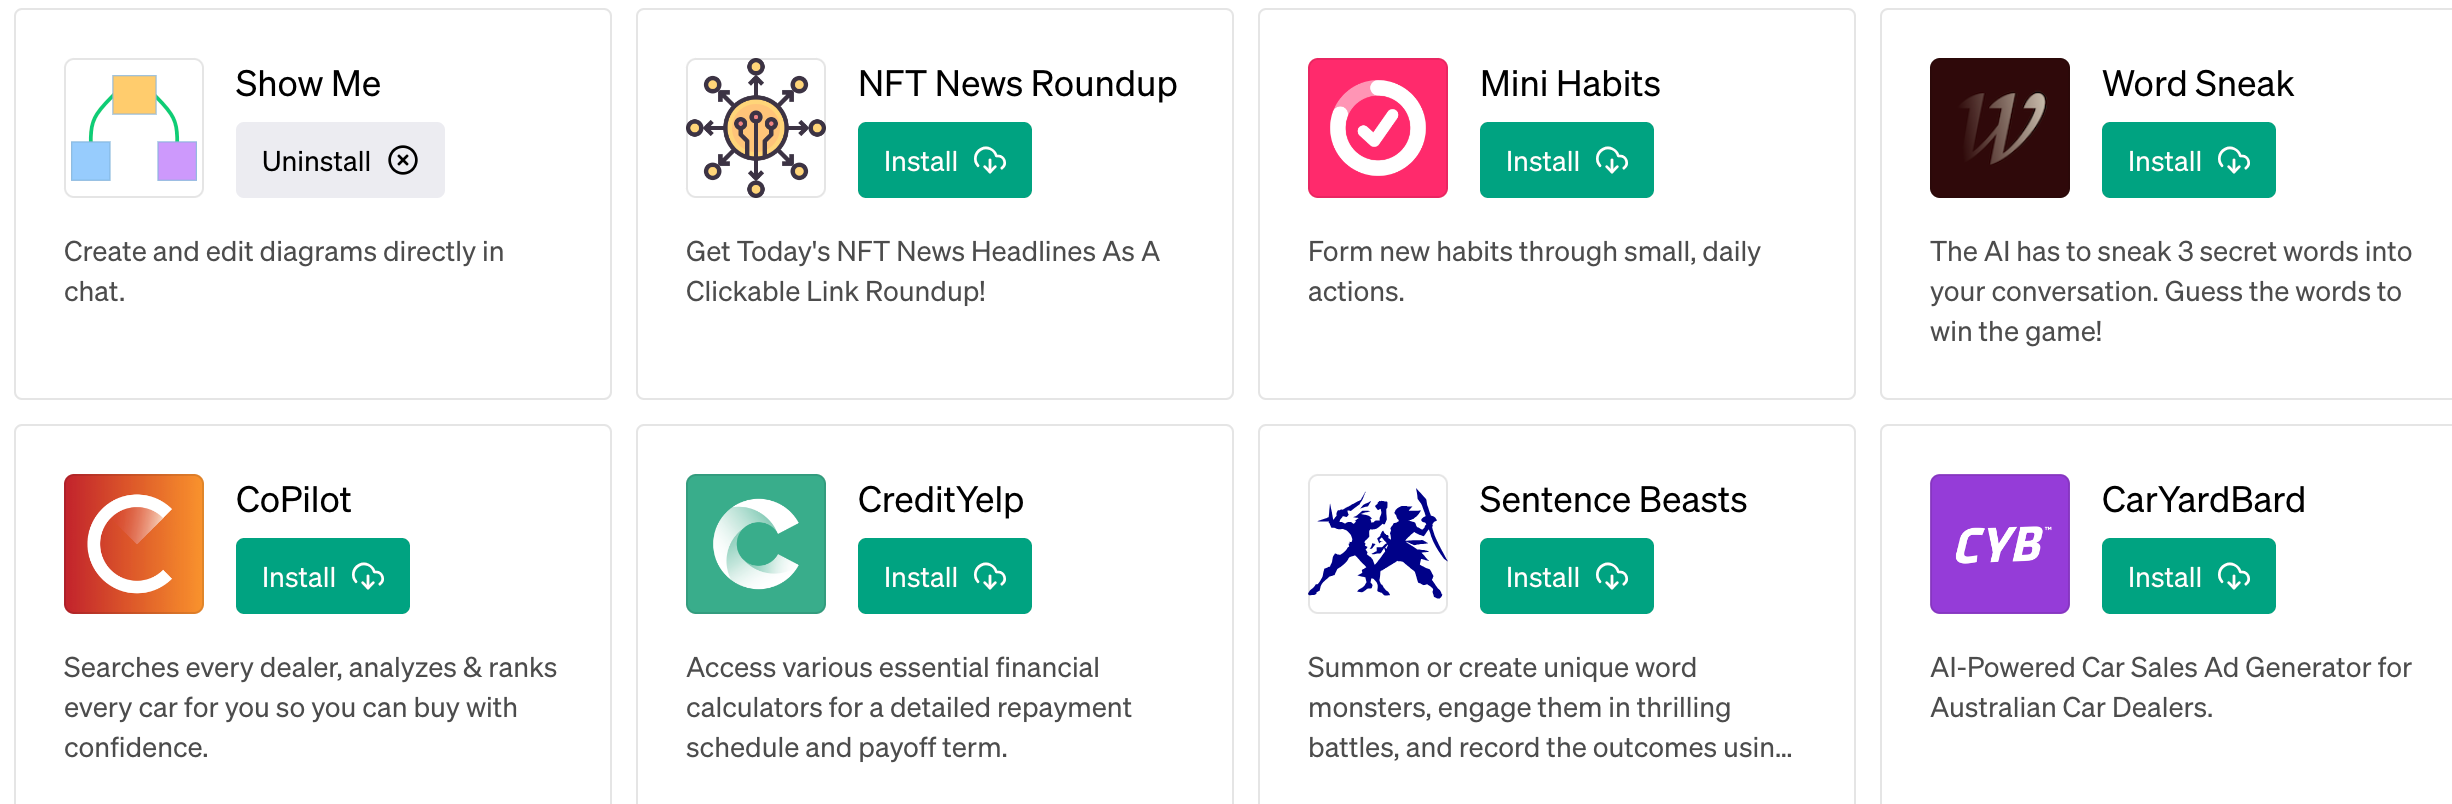 Show Me
Uninstall
Create and edit diagrams directly in
chat.
NFT News Roundup
Install
Get Today's NFT News Headlines As A
Clickable Link Roundup!
Mini Habits
Install
Form new habits through small, daily
actions.
W
Word Sneak
Install
The AI has to sneak 3 secret words into
your conversation. Guess the words to
win the game!
C
CoPilot
Install
Searches every dealer, analyzes & ranks
every car for you so you can buy with
confidence.
C
CreditYelp
Install
Access various essential financial
calculators for a detailed repayment
schedule and payoff term.
Sentence Beasts
Install
Summon or create unique word
monsters, engage them in thrilling
battles, and record the outcomes usin...
CYB™
CarYardBard
Install
AI-Powered Car Sales Ad Generator for
Australian Car Dealers.